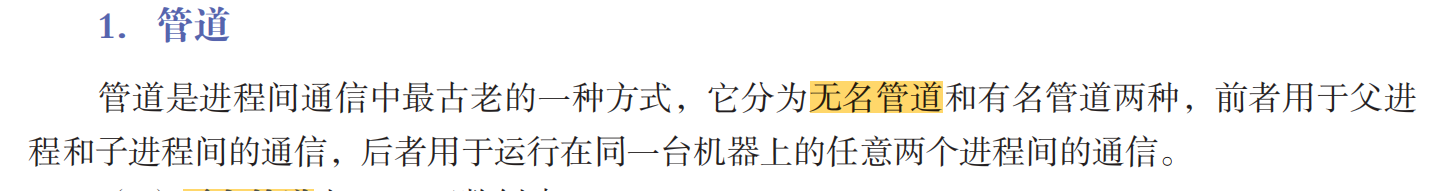 1. 管道
管道是进程间通信中最古老的一种方式，它分为无名管道和有名管道两种，前者用于父进
程和子进程间的通信，后者用于运行在同一台机器上的任意两个进程间的通信。